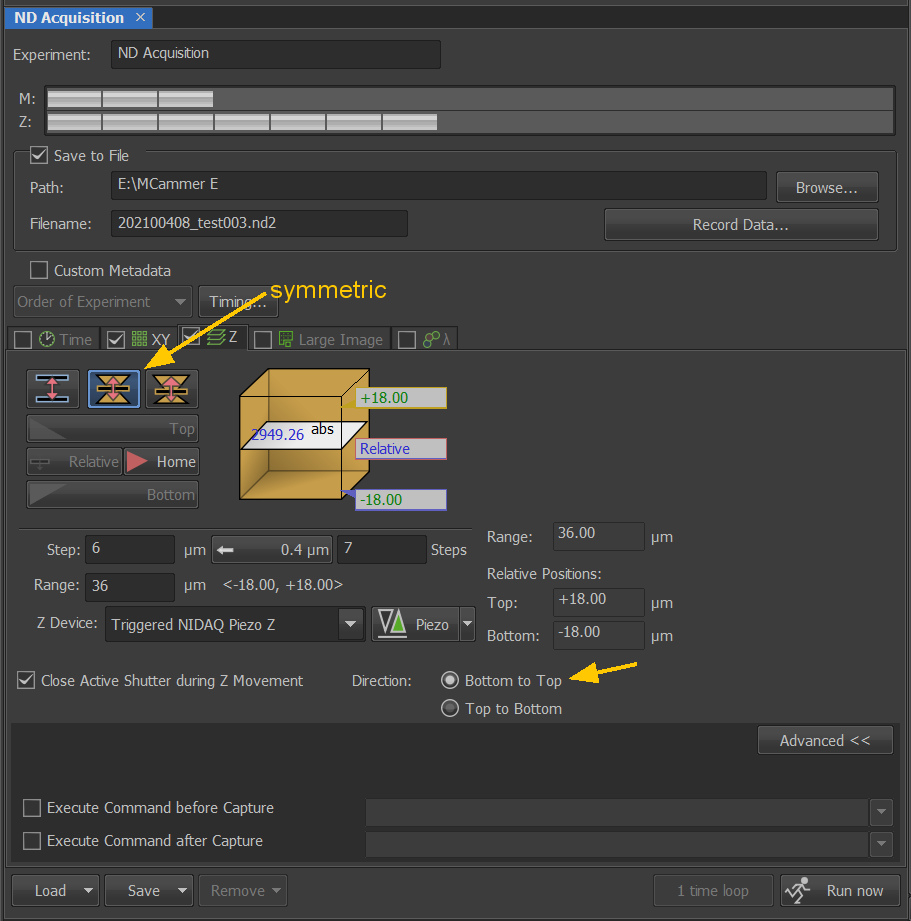 ND Acquisition ×
Experiment: ND Acquisition
M:
Z:
Save to File
Path: E:\MCammer E Browse...
Filename: 202100408_test003.nd2 Record Data...
Custom Metadata
symmetric
Order of Experiment Timing...
Time XY Z Large Image λ
+18.00
Top
2949.26 abs
Relative Home Relative
Bottom -18.00
Step: 6 µm 0.4 µm 7 Steps
Range: 36.00 µm
Range: 36 µm <-18.00, +18.00>
Relative Positions:
Top: +18.00 µm
Z Device: Triggered NIDAQ Piezo Z Piezo
Bottom: -18.00 µm
Close Active Shutter during Z Movement Direction: Bottom to Top
Top to Bottom
Advanced <<
Execute Command before Capture
Execute Command after Capture
Load Save Remove 1 time loop Run now